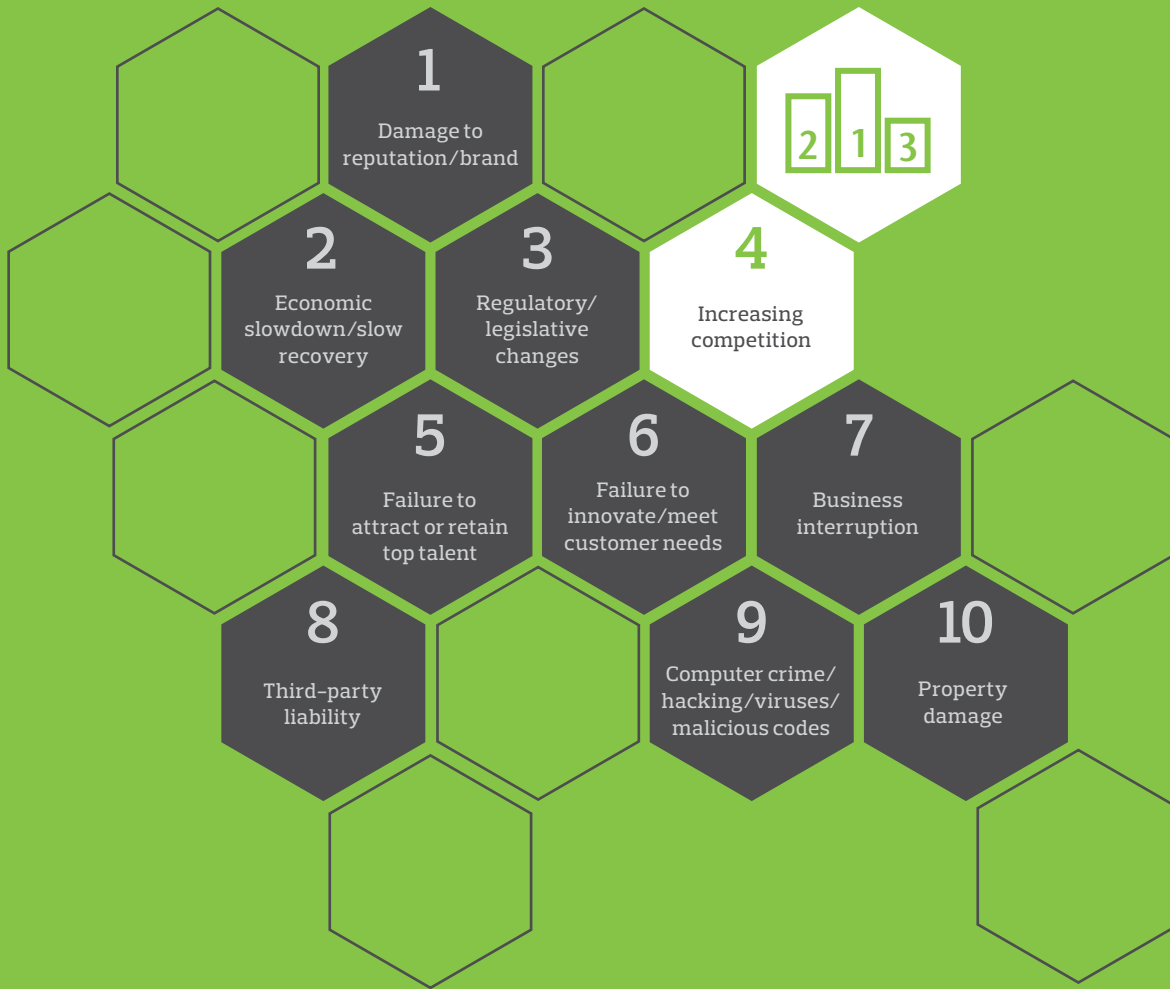 1
Damage to
reputation/brand
2
1
3
2
Economic
slowdown/slow
recovery
3
Regulatory/
legislative
changes
4
Increasing
competition
5
Failure to
attract or retain
top talent
6
Failure to
innovate/meet
customer needs
7
Business
interruption
8
Third-party
liability
9
Computer crime/
hacking/viruses/
malicious codes
10
Property
damage